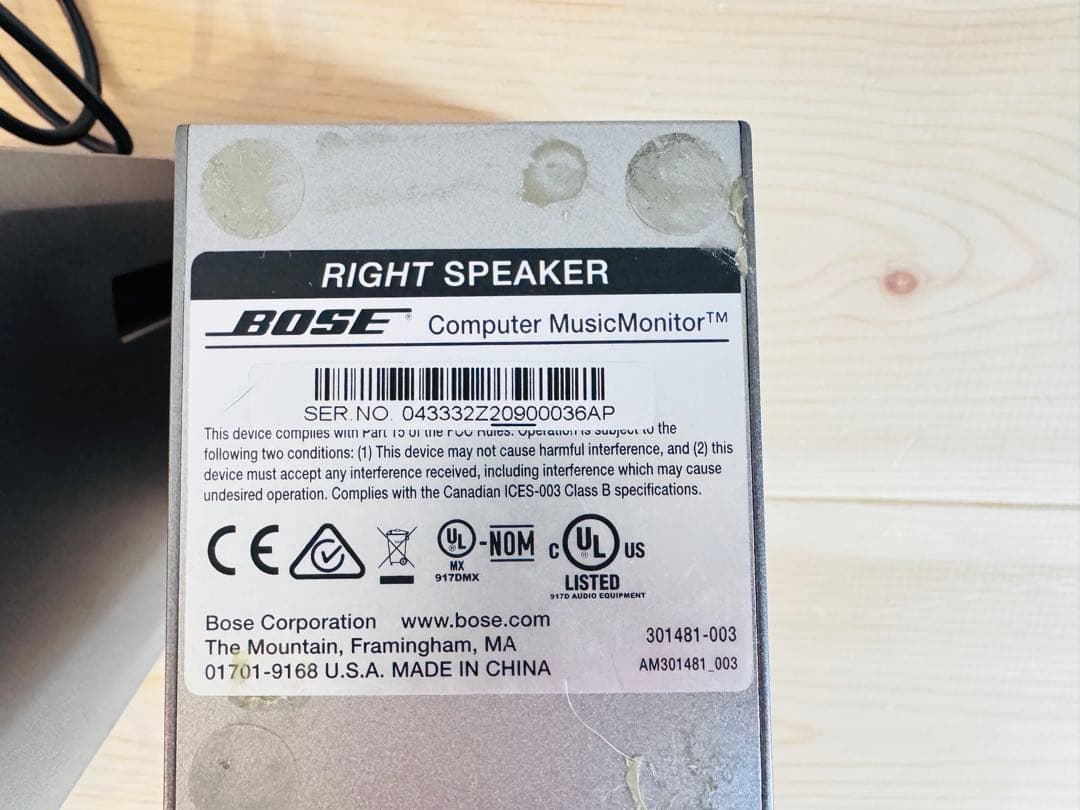 RIGHT SPEAKER
BOSE® Computer MusicMonitor™
SER.NO. 043332Z20900036AP
This device complies with Part 15 of the FCC Rules. Operation is subject to the
following two conditions: (1) This device may not cause harmful interference, and (2) this
device must accept any interference received, including interference which may cause
undesired operation. Complies with the Canadian ICES-003 Class B specifications.
CE UL® -NOM C UL® US
MX LISTED
917DMX 917D AUDIO EQUIPMENT
Bose Corporation www.bose.com
The Mountain, Framingham, MA 301481-003
01701-9168 U.S.A. MADE IN CHINA AM301481_003